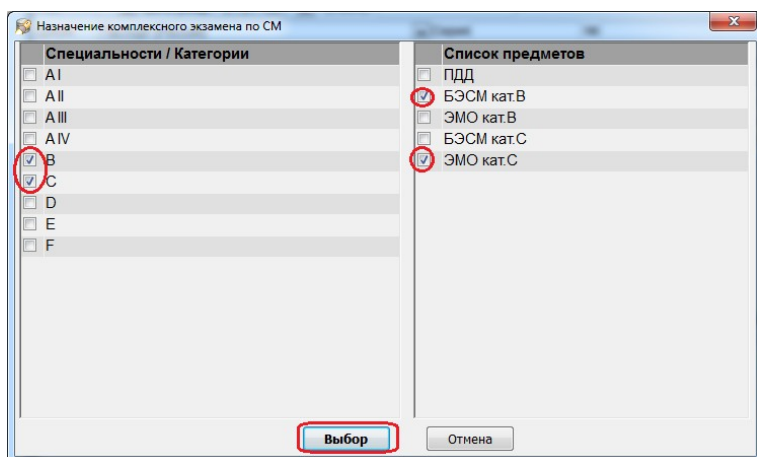 Назначение комплексного экзамена по СМ
Специальности / Категории
A I
A II
A III
A IV
B
C
D
E
F
Список предметов
ПДД
БЭСМ кат.B
ЭМО кат.B
БЭСМ кат.C
ЭМО кат.C
Выбор
Отмена